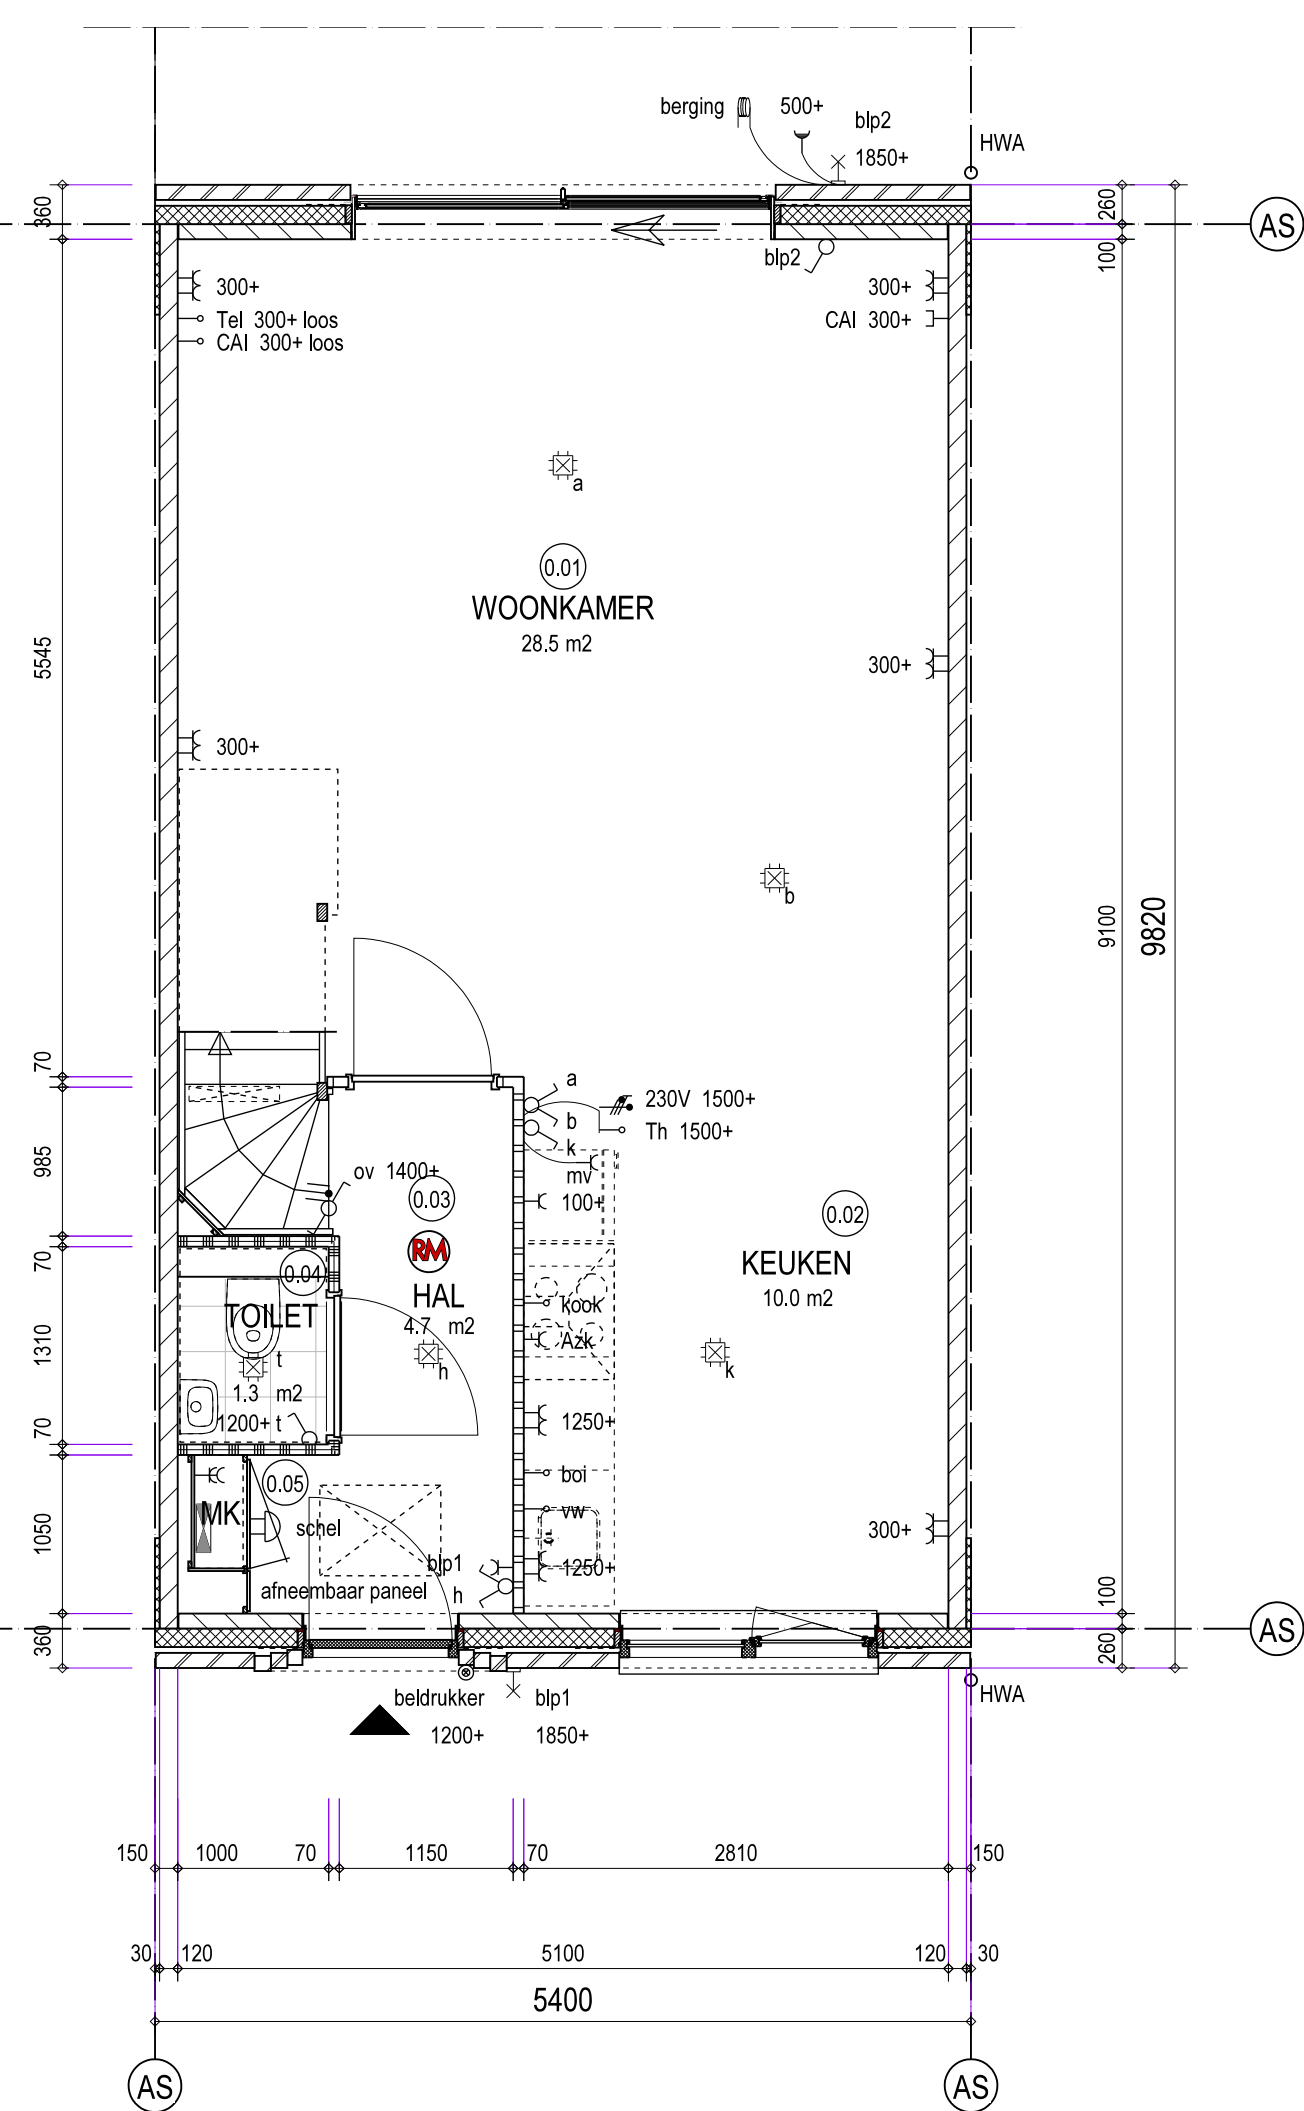 berging 500+
blp2
1850+
HWA
360
260
AS
blp2
100
300+
300+
Tel 300+ loos
CAI 300+
CAI 300+ loos
a
0.01
WOONKAMER
28.5 m2
5545
300+
300+
b
9100
9820
70
a
230V 1500+
b
Th 1500+
k
mv
985
ov 1400+
0.03
100+
0.02
RM
70
0.04
KEUKEN
10.0 m2
HAL
4.7 m2
TOILET
kook
Azk
1310
t
h
k
1.3 m2
1200+ t
1250+
70
0.05
boi
MK
schel
vw
1050
300+
blp1
1250+
afneembaar paneel
h
100
AS
360
260
beldrukker
1200+
blp1
1850+
HWA
150 1000 70 1150 70 2810 150
30 120 5100 120 30
5400
AS AS